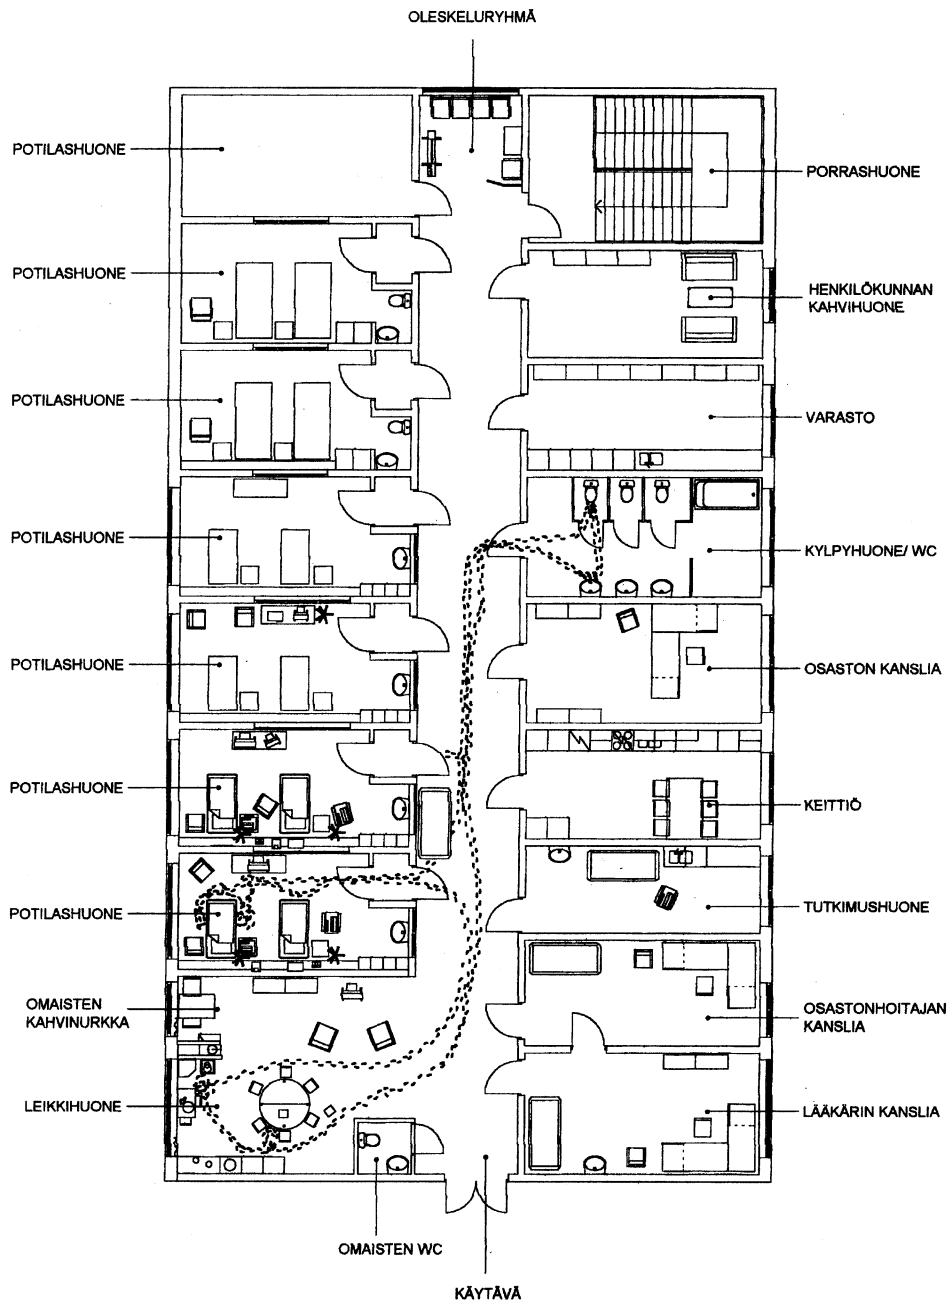 OLESKELURYHMÄ
POTILASHUONE
PORRASHUONE
POTILASHUONE
HENKILÖKUNNAN
KAHVIHUONE
POTILASHUONE
VARASTO
POTILASHUONE
KYLPYHUONE/ WC
POTILASHUONE
OSASTON KANSLIA
POTILASHUONE
KEITTIÖ
POTILASHUONE
TUTKIMUSHUONE
OMAISTEN
KAHVINURKKA
OSASTONHOITAJAN
KANSLIA
LEIKKIHUONE
LÄÄKÄRIN KANSLIA
OMAISTEN WC
KÄYTÄVÄ